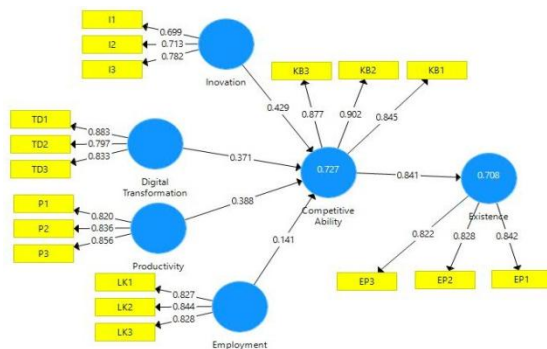 I1
0.699
I2
0.713
I3
0.782
Inovation
KB3
KB2
KB1
0.429
0.877
0.902
0.845
TD1
0.883
TD2
0.797
TD3
0.833
Digital
Transformation
0.371
0.727
Competitive
Ability
0.841
0.708
Existence
P1
0.820
P2
0.836
P3
0.856
Productivity
0.388
0.141
0.822
0.828
0.842
EP3
EP2
EP1
LK1
0.827
LK2
0.844
LK3
0.828
Employment